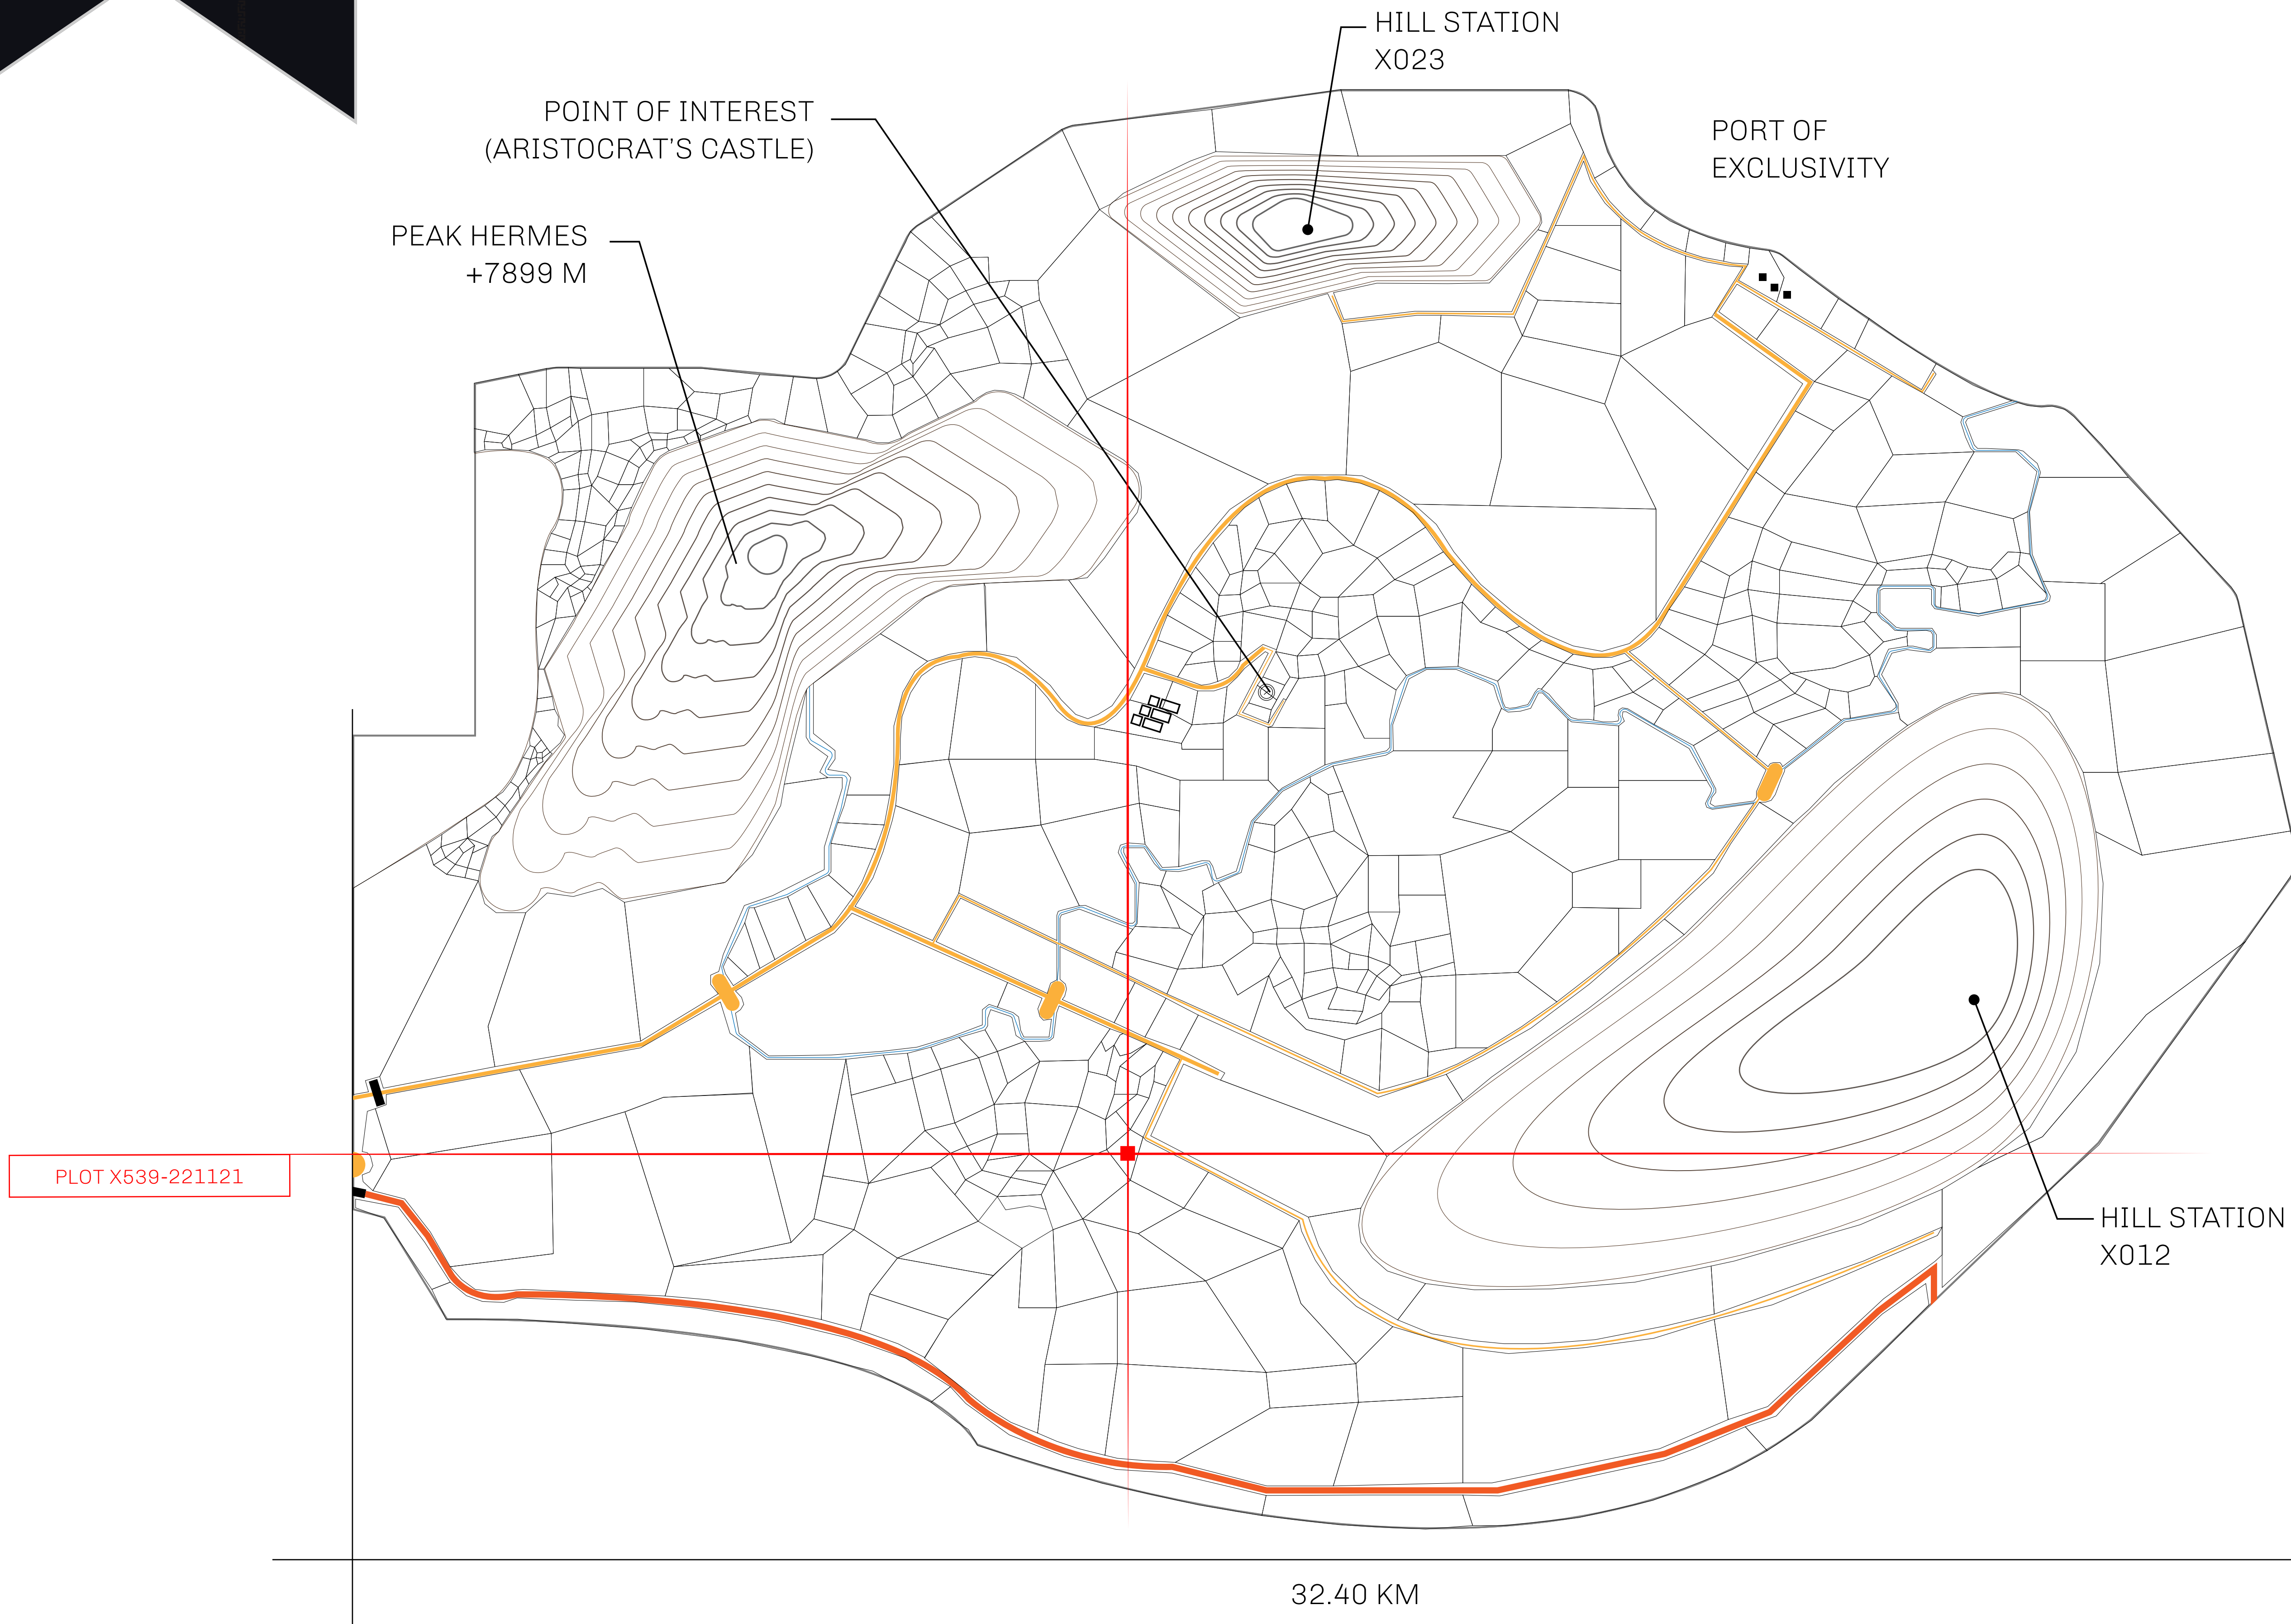 HILL STATION
X023
POINT OF INTEREST
(ARISTOCRAT'S CASTLE)
PORT OF
EXCLUSIVITY
PEAK HERMES
+7899 M
PLOT X539-221121
HILL STATION
X012
32.40 KM